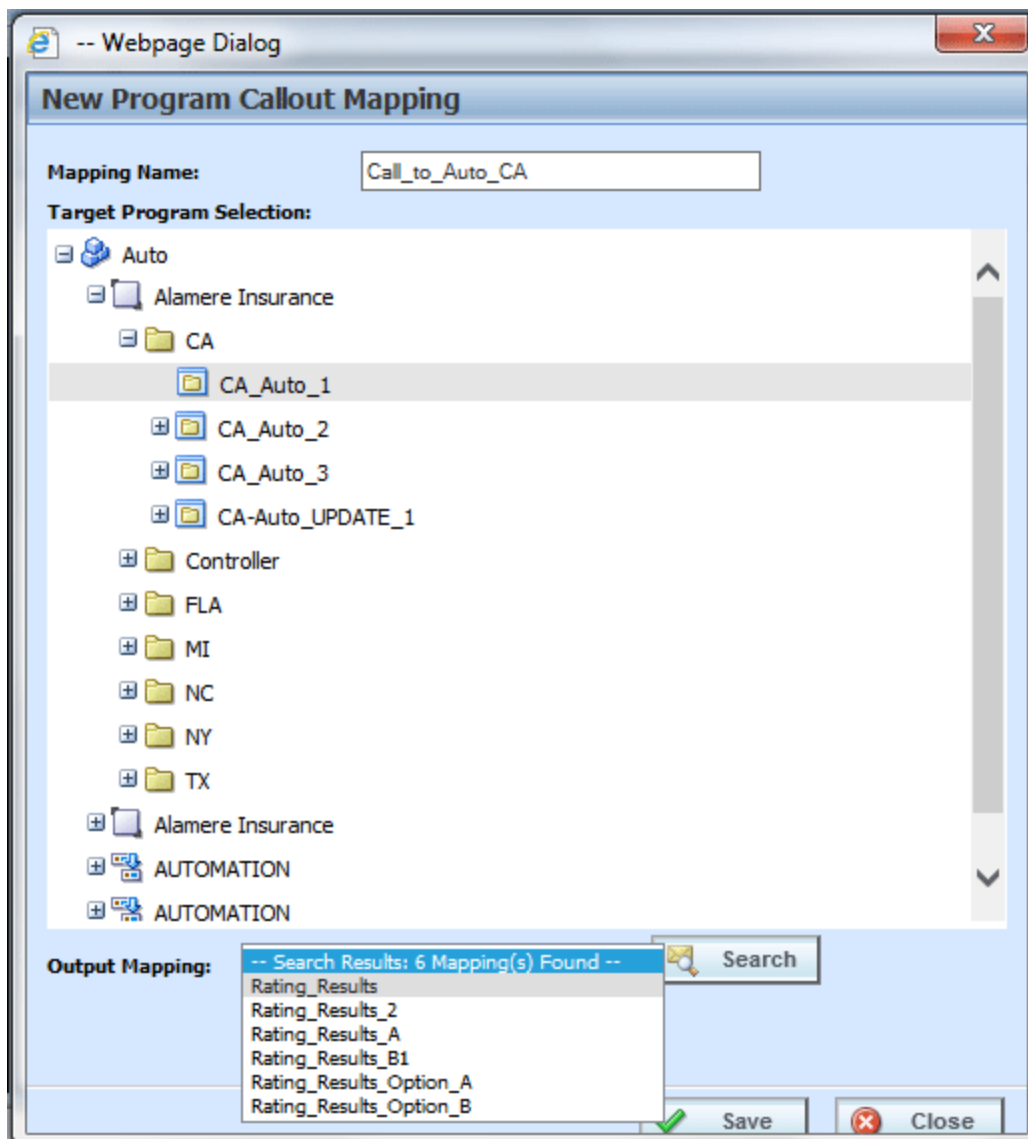 -- Webpage Dialog
New Program Callout Mapping
Mapping Name: Call_to_Auto_CA
Target Program Selection:
Auto
Alamere Insurance
CA
CA_Auto_1
CA_Auto_2
CA_Auto_3
CA-Auto_UPDATE_1
Controller
FLA
MI
NC
NY
TX
Alamere Insurance
AUTOMATION
AUTOMATION
Output Mapping: -- Search Results: 6 Mapping(s) Found -- Search
Rating_Results
Rating_Results_2
Rating_Results_A
Rating_Results_B1
Rating_Results_Option_A
Rating_Results_Option_B
Save Close